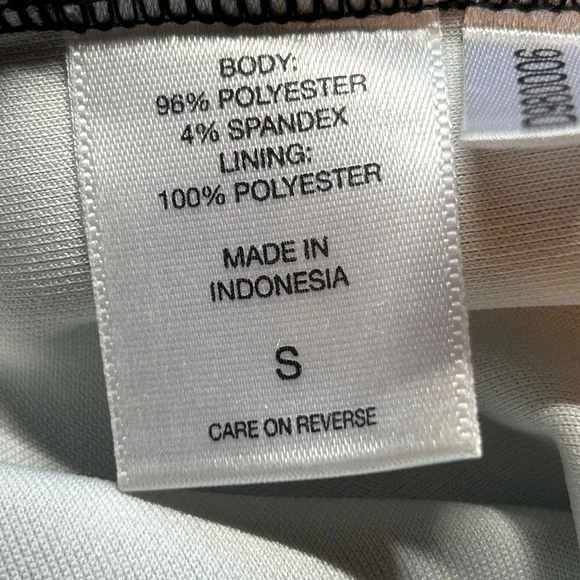 BODY:
96% POLYESTER
4% SPANDEX
LINING:
100% POLYESTER
MADE IN
INDONESIA
S
CARE ON REVERSE